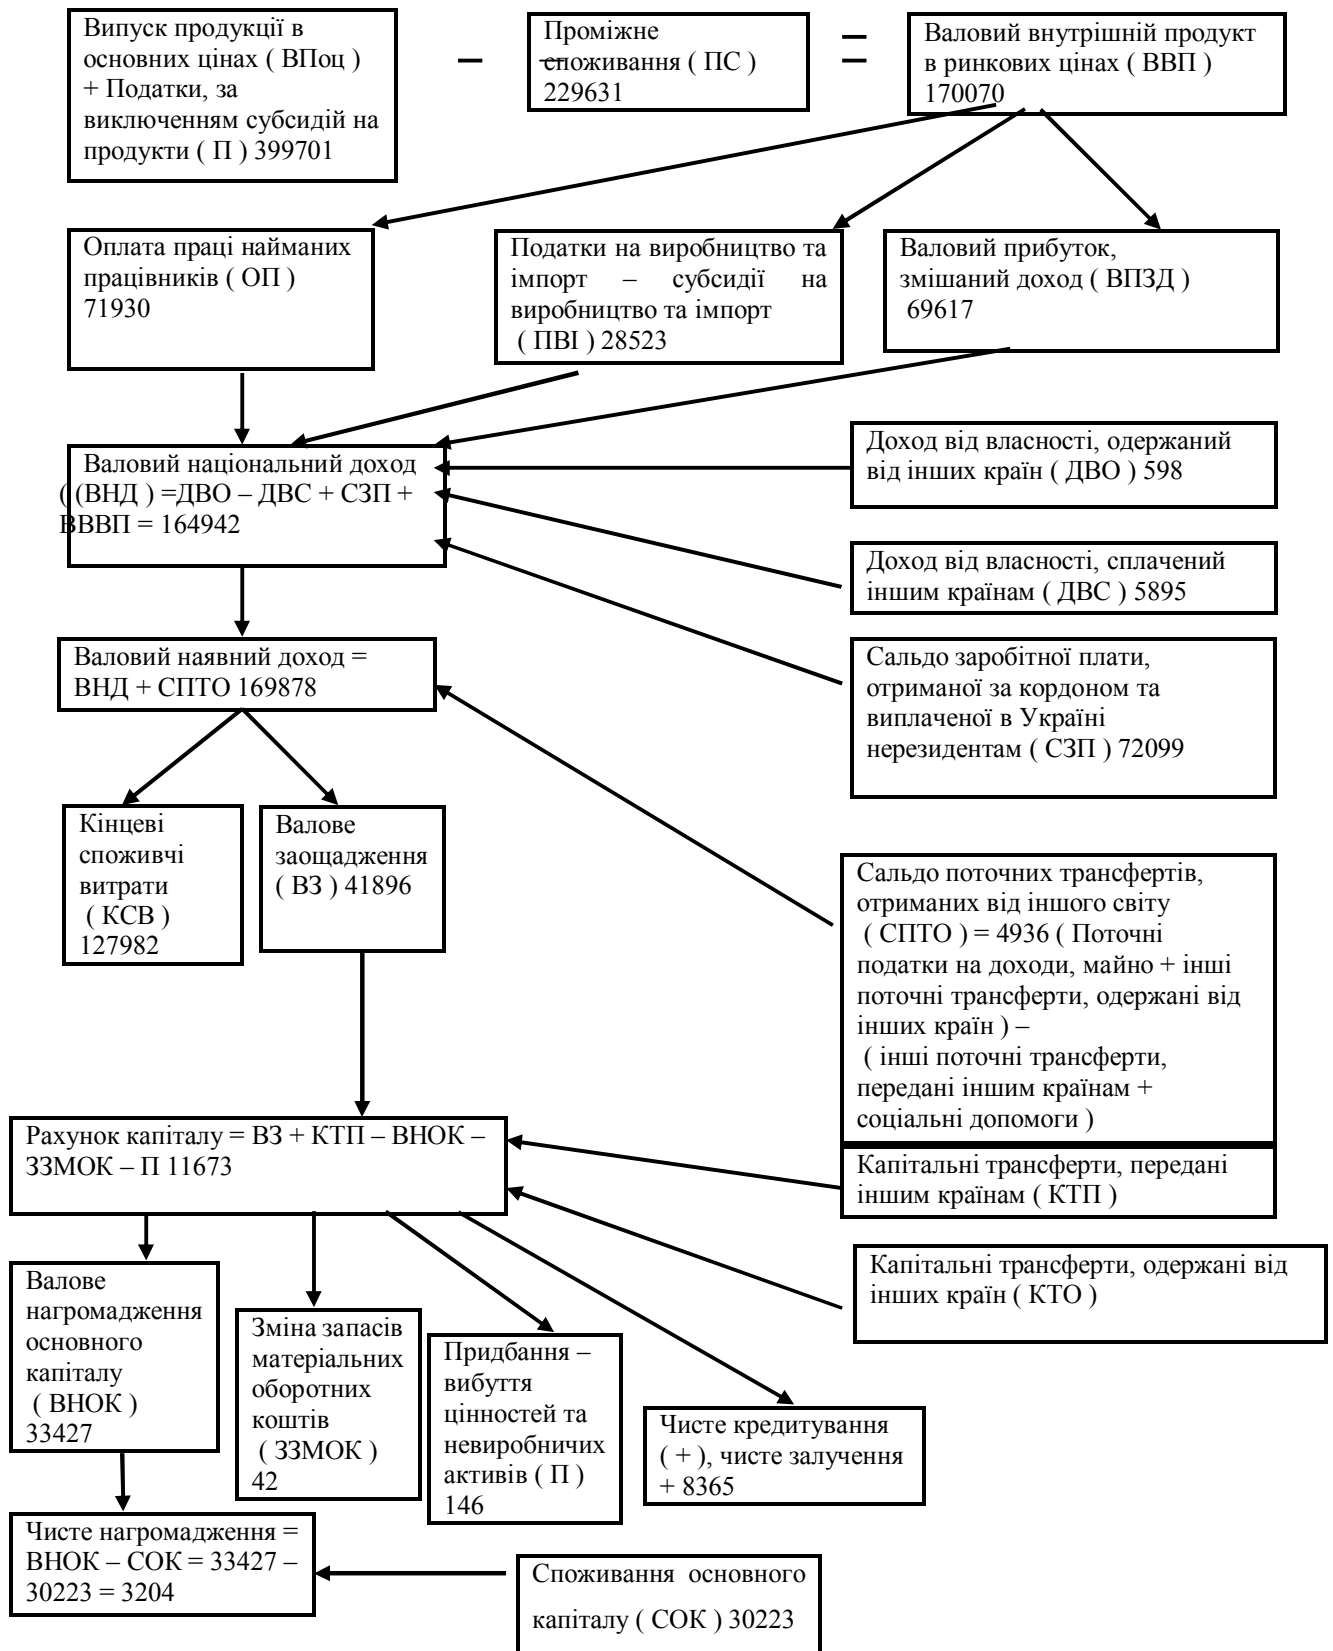 Випуск продукції в
основних цінах ( ВПоц )
+ Податки, за
виключенням субсидій на
продукти ( П ) 399701
–
Проміжне
споживання ( ПС )
229631
=
Валовий внутрішній продукт
в ринкових цінах ( ВВП )
170070
Оплата праці найманих
працівників ( ОП )
71930
Податки на виробництво та
імпорт – субсидії на
виробництво та імпорт
( ПВІ ) 28523
Валовий прибуток,
змішаний доход ( ВПЗД )
69617
Валовий національний доход
( (ВНД ) =ДВО – ДВС + СЗП +
ВВВП = 164942
Доход від власності, одержаний
від інших країн ( ДВО ) 598
Доход від власності, сплачений
іншим країнам ( ДВС ) 5895
Сальдо заробітної плати,
отриманої за кордоном та
виплаченої в Україні
нерезидентам ( СЗП ) 72099
Валовий наявний доход =
ВНД + СПТО 169878
Кінцеві
споживчі
витрати
( КСВ )
127982
Валове
заощадження
( ВЗ ) 41896
Сальдо поточних трансфертів,
отриманих від іншого світу
( СПТО ) = 4936 ( Поточні
податки на доходи, майно + інші
поточні трансферти, одержані від
інших країн ) –
( інші поточні трансферти,
передані іншим країнам +
соціальні допомоги )
Рахунок капіталу = ВЗ + КТП – ВНОК –
ЗЗМОК – П 11673
Капітальні трансферти, передані
іншим країнам ( КТП )
Капітальні трансферти, одержані від
інших країн ( КТО )
Валове
нагромадження
основного
капіталу
( ВНОК )
33427
Зміна запасів
матеріальних
оборотних
коштів
( ЗЗМОК )
42
Придбання –
вибуття
цінностей та
невиробничих
активів ( П )
146
Чисте кредитування
( + ), чисте залучення
+ 8365
Чисте нагромадження =
ВНОК – СОК = 33427 –
30223 = 3204
Споживання основного
капіталу ( СОК ) 30223